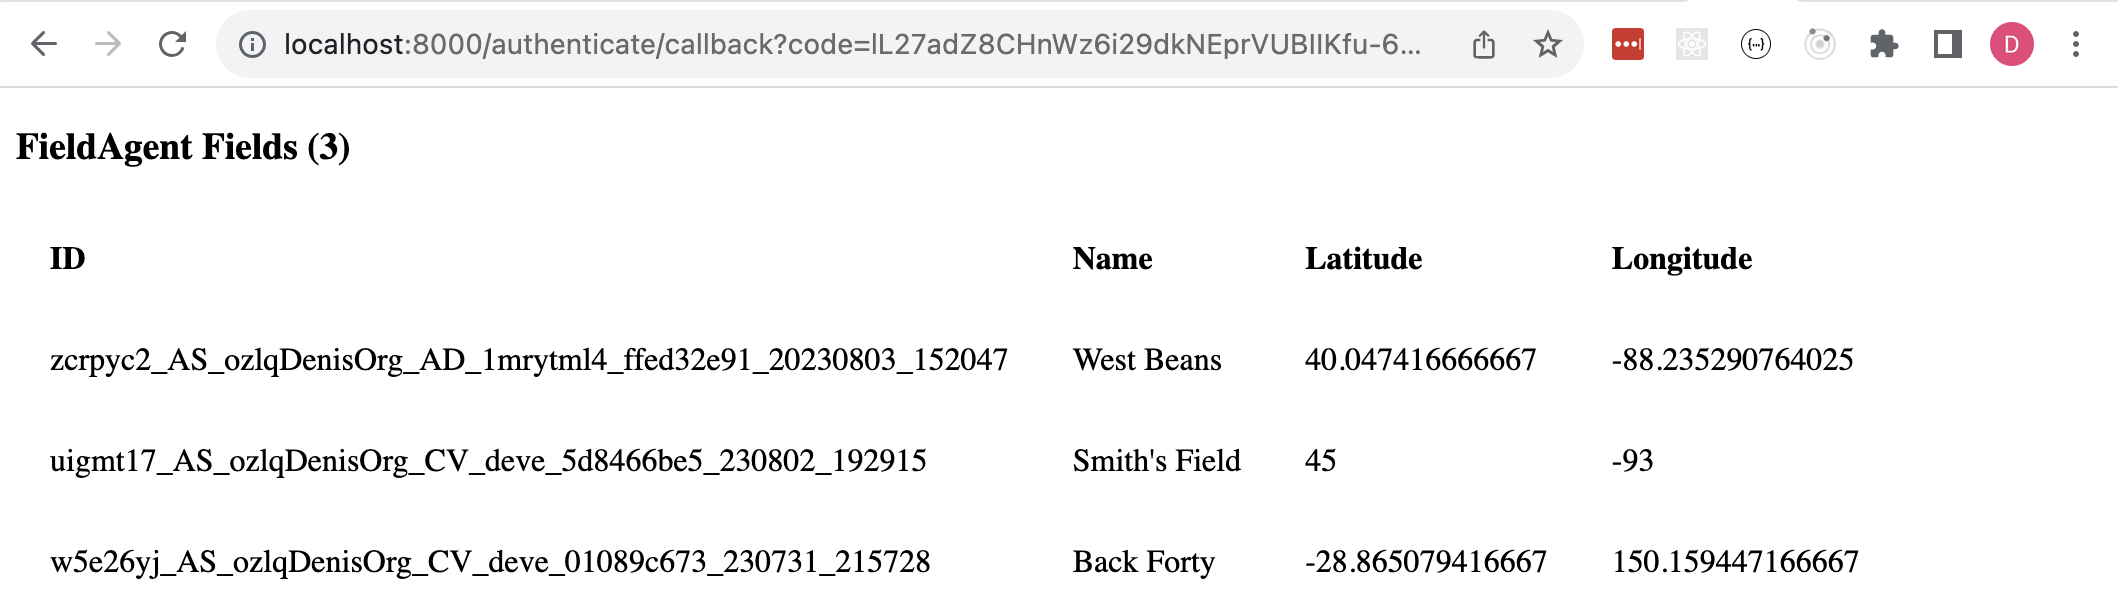 localhost:8000/authenticate/callback?code=lL27adZ8CHnWz6i29dkNEprVUBIIKfu-6...
D
FieldAgent Fields (3)
ID Name Latitude Longitude
zcrpyc2_AS_ozlqDenisOrg_AD_1mrytml4_ffed32e91_20230803_152047 West Beans 40.047416666667 -88.235290764025
uigmt17_AS_ozlqDenisOrg_CV_deve_5d8466be5_230802_192915 Smith's Field 45 -93
w5e26yj_AS_ozlqDenisOrg_CV_deve_01089c673_230731_215728 Back Forty -28.865079416667 150.159447166667